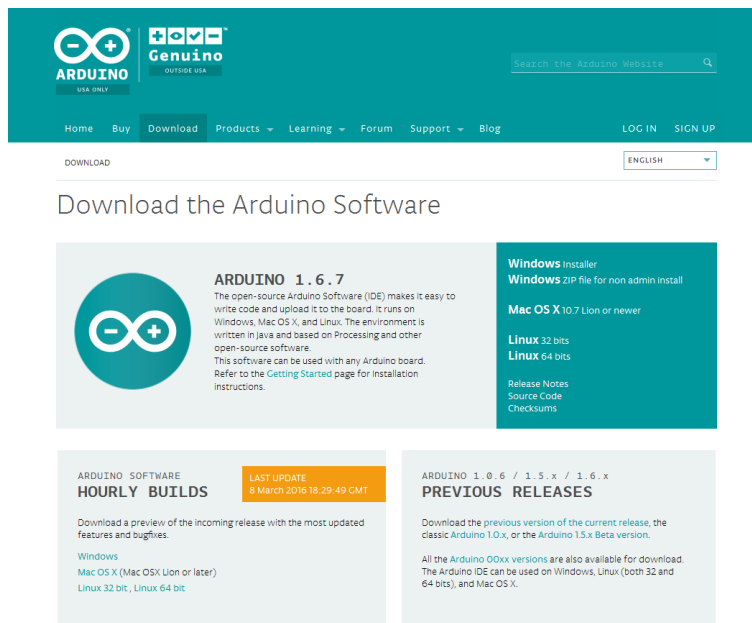 Genuino
ARDUINO
OUTSIDE USA
USA ONLY
Search the Arduino Website
Home Buy Download Products Learning Forum Support Blog LOG IN SIGN UP
DOWNLOAD
ENGLISH
Download the Arduino Software
ARDUINO 1.6.7
The open-source Arduino Software (IDE) makes it easy to
write code and upload it to the board. It runs on
Windows, Mac OS X, and Linux. The environment is
written in Java and based on Processing and other
open-source software.
This software can be used with any Arduino board.
Refer to the Getting Started page for Installation
instructions.
Windows Installer
Windows ZIP file for non admin install
Mac OS X 10.7 Lion or newer
Linux 32 bits
Linux 64 bits
Release Notes
Source Code
Checksums
ARDUINO SOFTWARE
HOURLY BUILDS
LAST UPDATE
8 March 2016 18:29:49 GMT
Download a preview of the incoming release with the most updated
features and bugfixes.
Windows
Mac OS X (Mac OSX Lion or later)
Linux 32 bit , Linux 64 bit
ARDUINO 1.0.6 / 1.5.x / 1.6.x
PREVIOUS RELEASES
Download the previous version of the current release, the
classic Arduino 1.0.x, or the Arduino 1.5.x Beta version.
All the Arduino 00xx versions are also available for download.
The Arduino IDE can be used on Windows, Linux (both 32 and
64 bits), and Mac OS X.